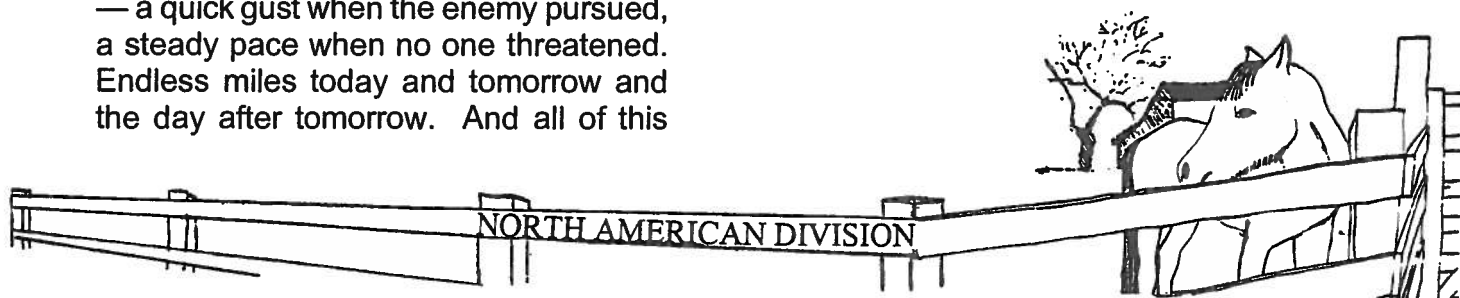 — a quick gust when the enemy pursued,
a steady pace when no one threatened.
Endless miles today and tomorrow and
the day after tomorrow. And all of this
NORTH AMERICAN DIVISION